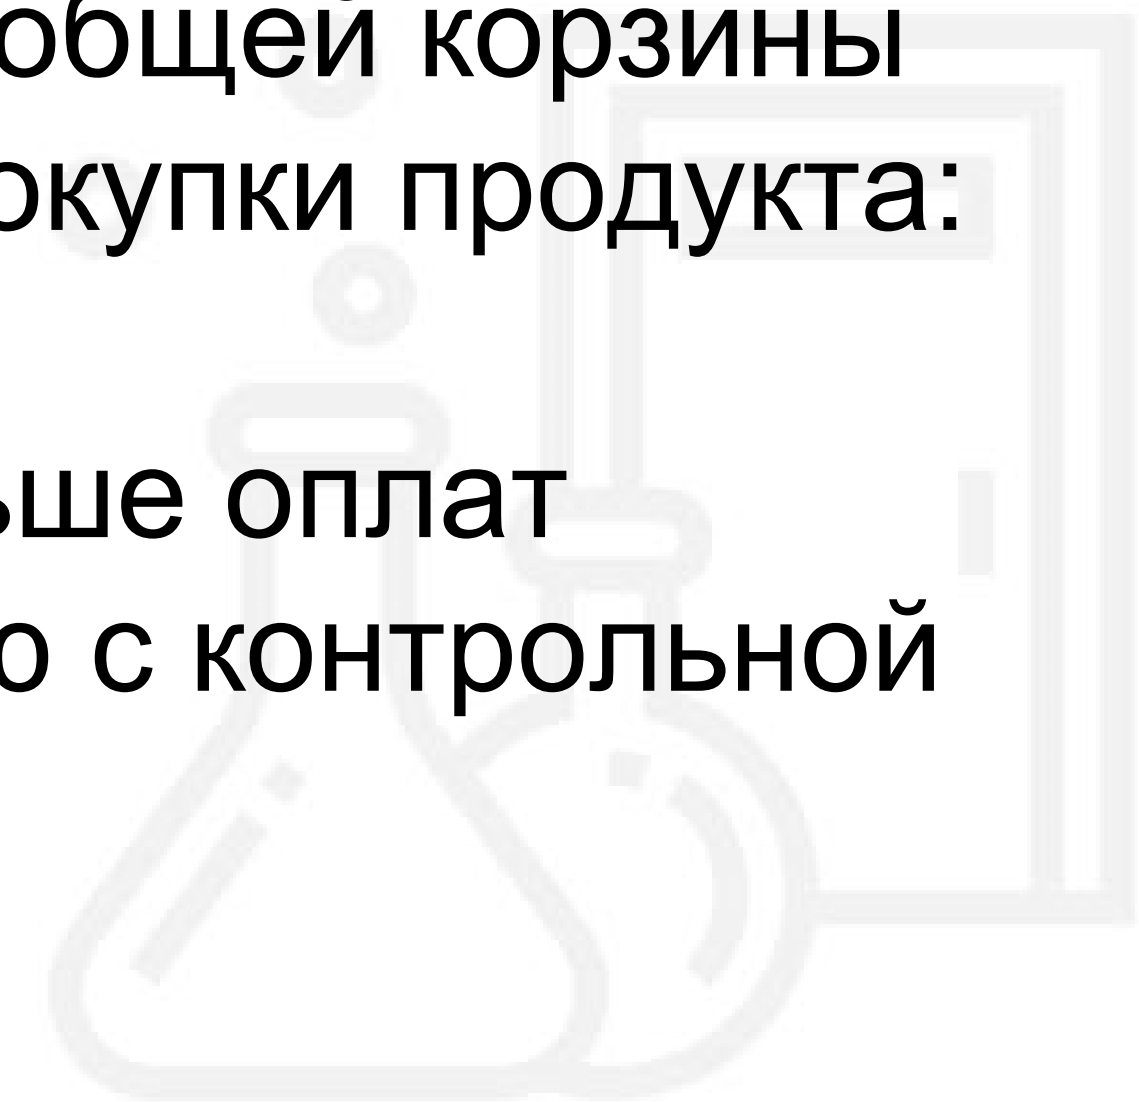 общей корзины
окупки продукта:
ьше оплат
ю с контрольной